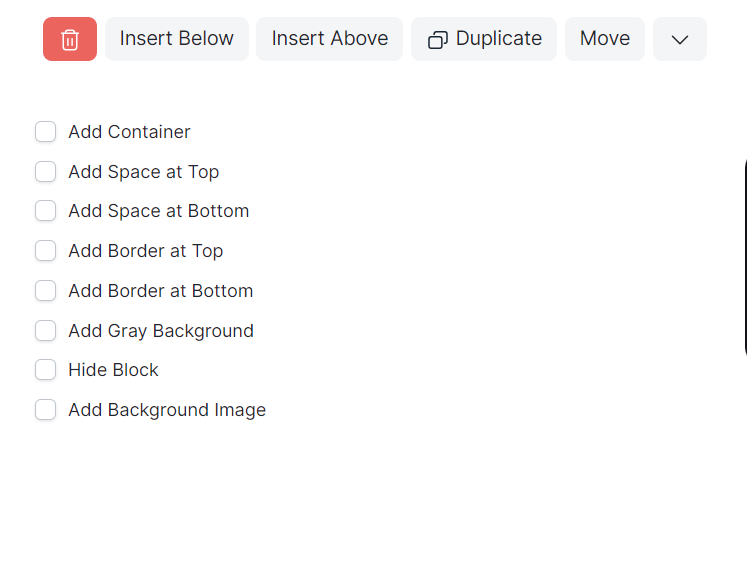 Insert Below Insert Above Duplicate Move
Add Container
Add Space at Top
Add Space at Bottom
Add Border at Top
Add Border at Bottom
Add Gray Background
Hide Block
Add Background Image